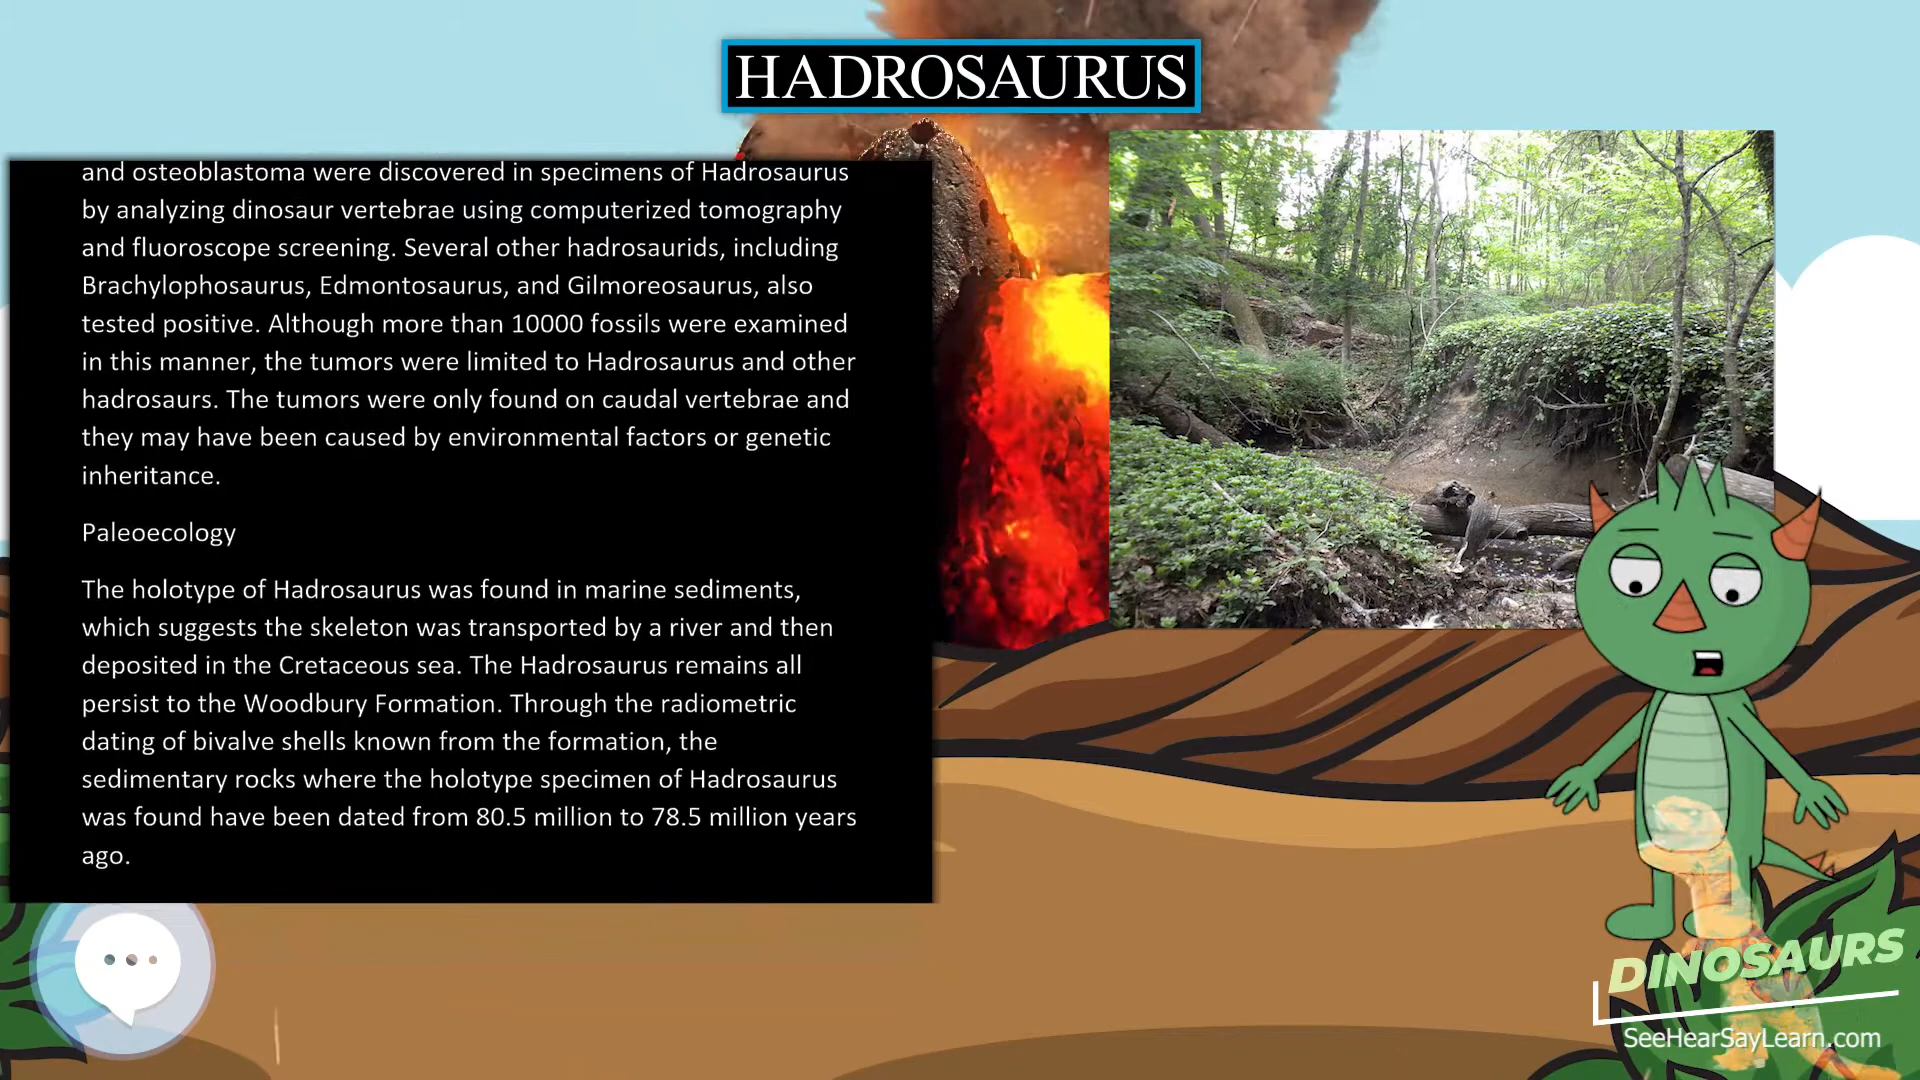 HADROSAURUS
and osteoblastoma were discovered in specimens of Hadrosaurus
by analyzing dinosaur vertebrae using computerized tomography
and fluoroscope screening. Several other hadrosaurids, including
Brachylophosaurus, Edmontosaurus, and Gilmoreosaurus, also
tested positive. Although more than 10000 fossils were examined
in this manner, the tumors were limited to Hadrosaurus and other
hadrosaurs. The tumors were only found on caudal vertebrae and
they may have been caused by environmental factors or genetic
inheritance.
Paleoecology
The holotype of Hadrosaurus was found in marine sediments,
which suggests the skeleton was transported by a river and then
deposited in the Cretaceous sea. The Hadrosaurus remains all
persist to the Woodbury Formation. Through the radiometric
dating of bivalve shells known from the formation, the
sedimentary rocks where the holotype specimen of Hadrosaurus
was found have been dated from 80.5 million to 78.5 million years
ago.
DINOSAURS
SeeHearSayLearn.com